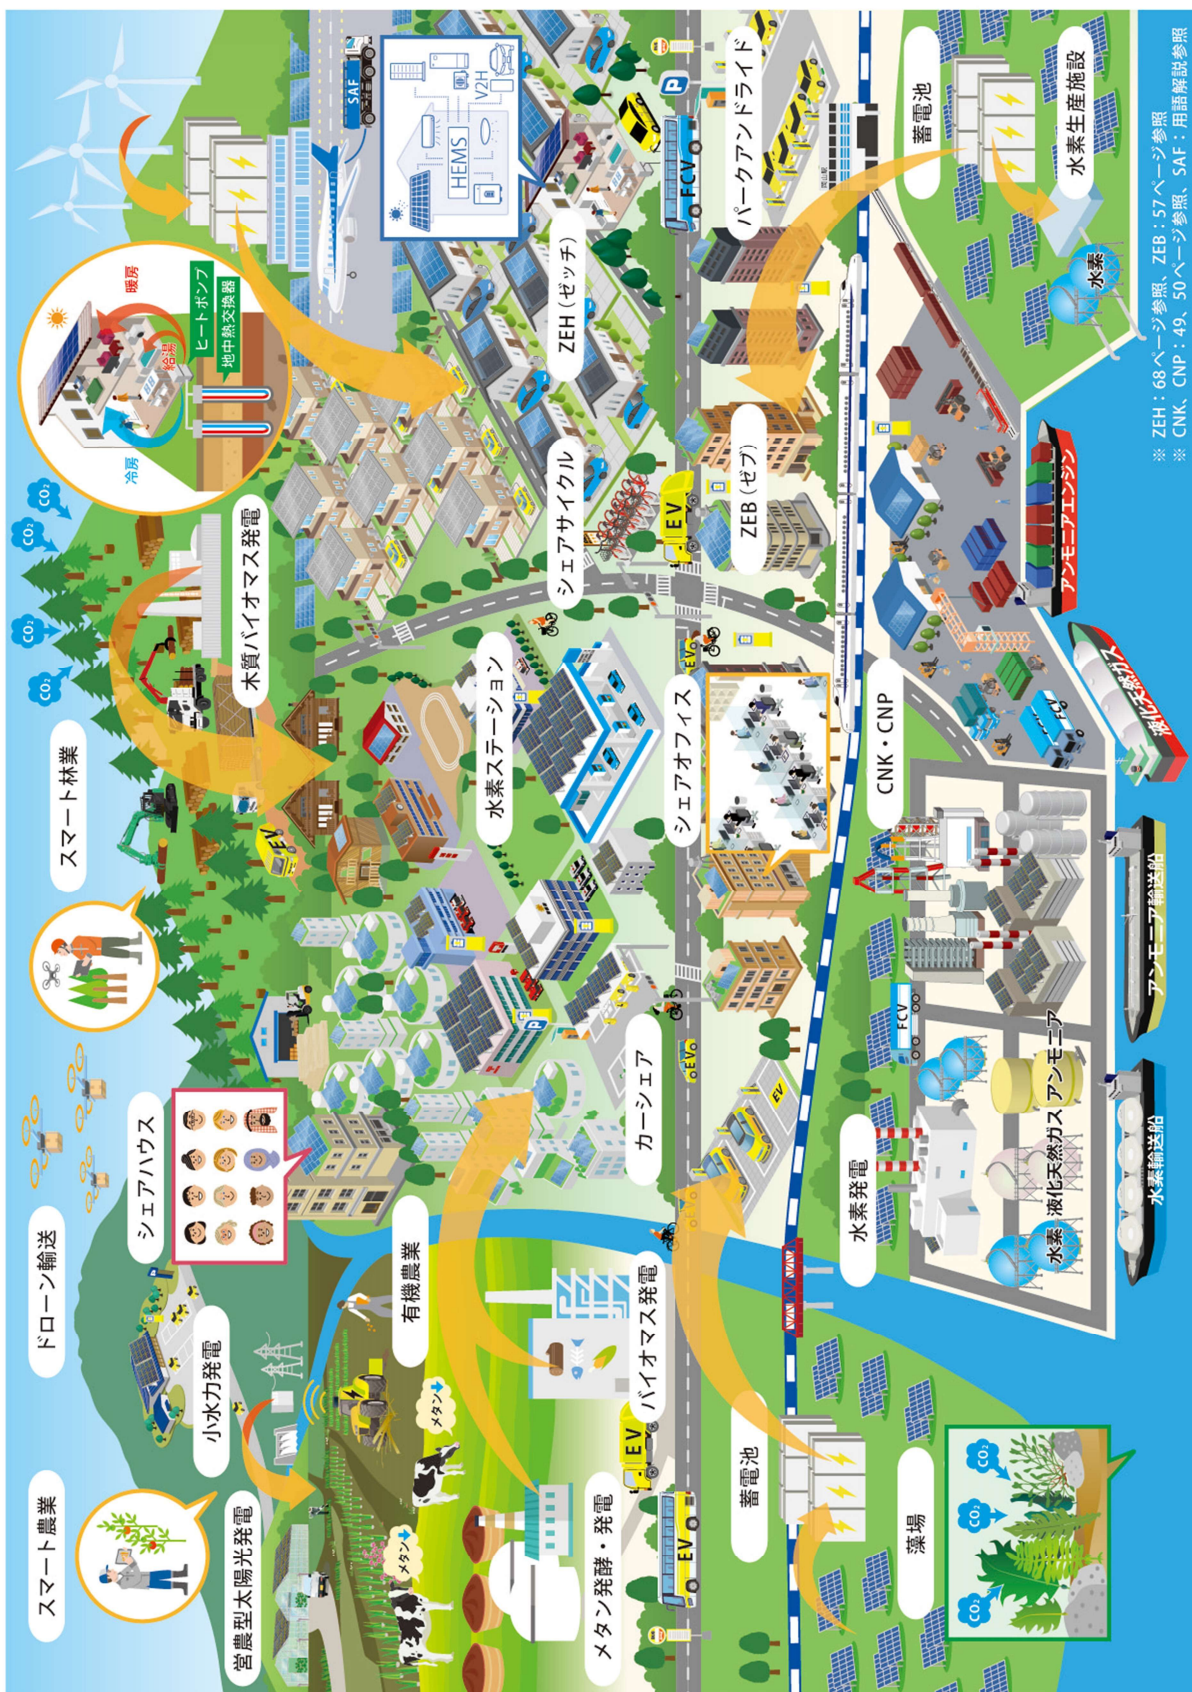 スマート農業
ドローン輸送
スマート林業
CO₂
CO₂
CO₂
CO₂
CO₂
シェアハウス
小水力発電
営農型太陽光発電
木質バイオマス発電
冷房
暖房
給湯
ヒートポンプ
地中熱交換器
SAF
HEMS
V2H
EV
有機農業
メタン
メタン
水素ステーション
シェアサイクル
ZEH（ゼッチ）
FCV
P
P
メタン発酵・発電
バイオマス発電
カーシェア
シェアオフィス
ZEB（ゼブ）
パークアンドライド
EV
EV
EV
EV
EV
EV
EV
岡山駅
蓄電池
水素発電
CNK・CNP
蓄電池
水素生産施設
水素
FCV
FCV
藻場
CO₂
CO₂
CO₂
水素
液化天然ガス
アンモニア
水素輸送船
アンモニア輸送船
液化天然ガス
アンモニアエンジン
※ ZEH：68ページ参照、ZEB：57ページ参照
※ CNK、CNP：49、50ページ参照、SAF：用語解説参照